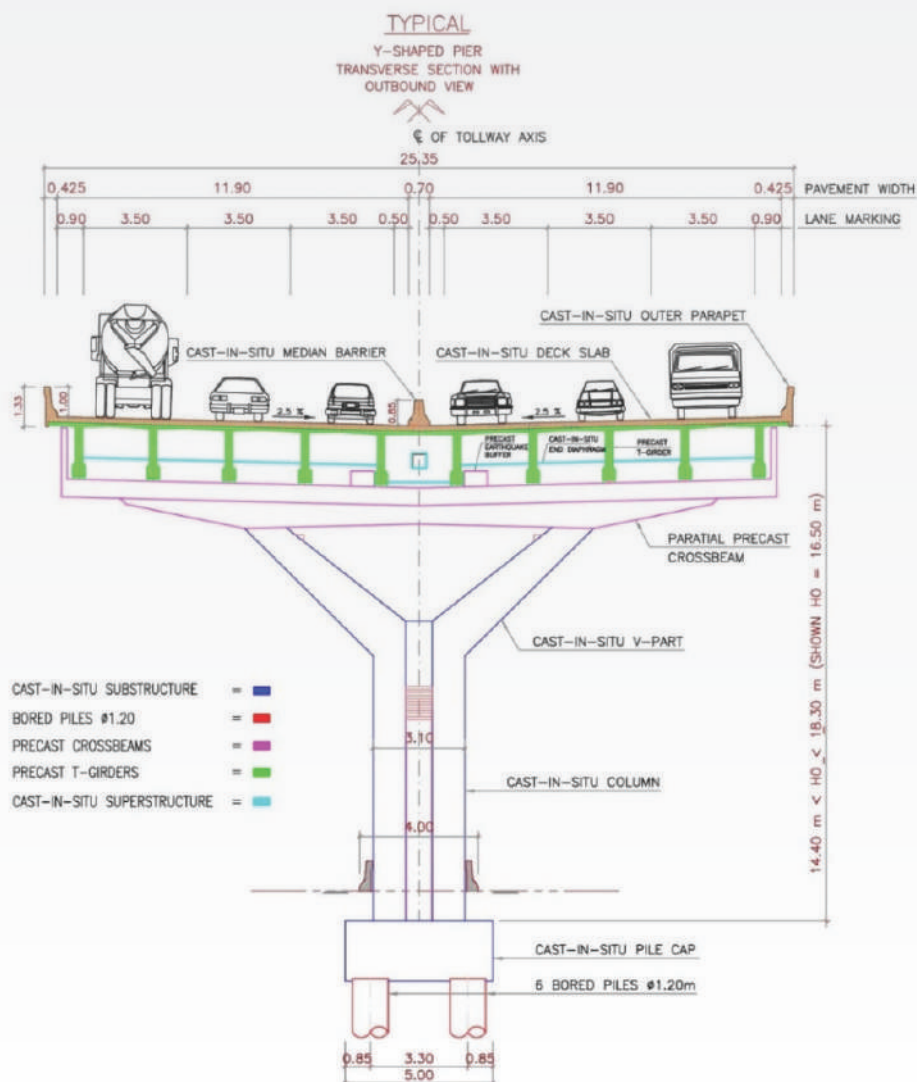 TYPICAL
Y-SHAPED PIER
TRANSVERSE SECTION WITH
OUTBOUND VIEW
℄ OF TOLLWAY AXIS
25.35
0.425 11.90 0.70 11.90 0.425 PAVEMENT WIDTH
0.90 3.50 3.50 3.50 0.50 0.50 3.50 3.50 3.50 0.90 LANE MARKING
CAST-IN-SITU OUTER PARAPET
CAST-IN-SITU MEDIAN BARRIER
CAST-IN-SITU DECK SLAB
1.33
1.00
2.5 %
0.85
2.5 %
PRECAST
EARTHQUAKE
BUFFER
CAST-IN-SITU
END DIAPHRAGM
PRECAST
T-GIRDER
PARATIAL PRECAST
CROSSBEAM
14.40 m < HO < 18.30 m (SHOWN HO = 16.50 m)
CAST-IN-SITU V-PART
CAST-IN-SITU SUBSTRUCTURE =
BORED PILES ø1.20 =
PRECAST CROSSBEAMS =
PRECAST T-GIRDERS =
CAST-IN-SITU SUPERSTRUCTURE =
3.10
CAST-IN-SITU COLUMN
4.00
CAST-IN-SITU PILE CAP
6 BORED PILES ø1.20m
0.85 3.30 0.85
5.00